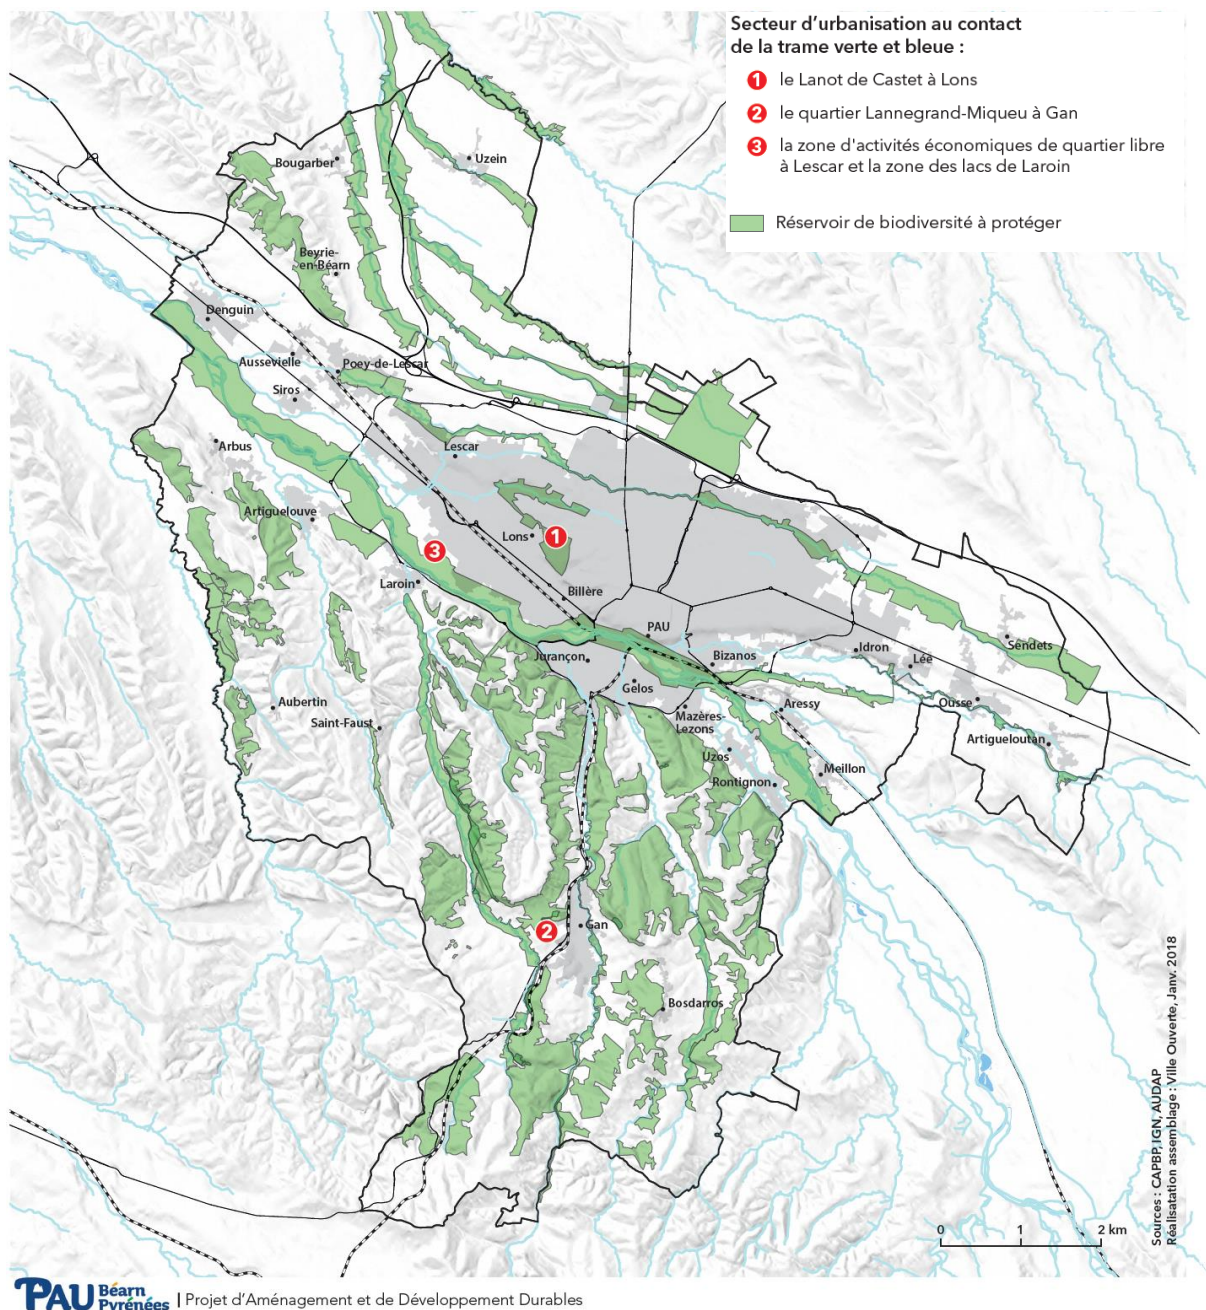 Secteur d'urbanisation au contact
de la trame verte et bleue :
1 le Lanot de Castet à Lons
2 le quartier Lannegrand-Miqueu à Gan
3 la zone d'activités économiques de quartier libre
à Lescar et la zone des lacs de Laroin
Réservoir de biodiversité à protéger
Bougarber
Uzein
Beyrie-
en-Béarn
Denguin
Aussevielle
Poey-de-Lescar
Siros
Arbus
Lescar
Artiguelouve
Lons
1
3
Laroin
Billère
PAU
Sendets
Jurançon
Bizanos
Idron
Lée
Gelos
Aubertin
Saint-Faust
Mazères-
Lezons
Aressy
Ousse
Artigueloutan
Uzos
Meillon
Rontignon
2
Gan
Bosdarros
0 1 2 km
Sources : CAPBP, IGN, AUDAP
Réalisatation assemblage : Ville Ouverte, Janv. 2018
PAU Béarn
Pyrénées | Projet d'Aménagement et de Développement Durables